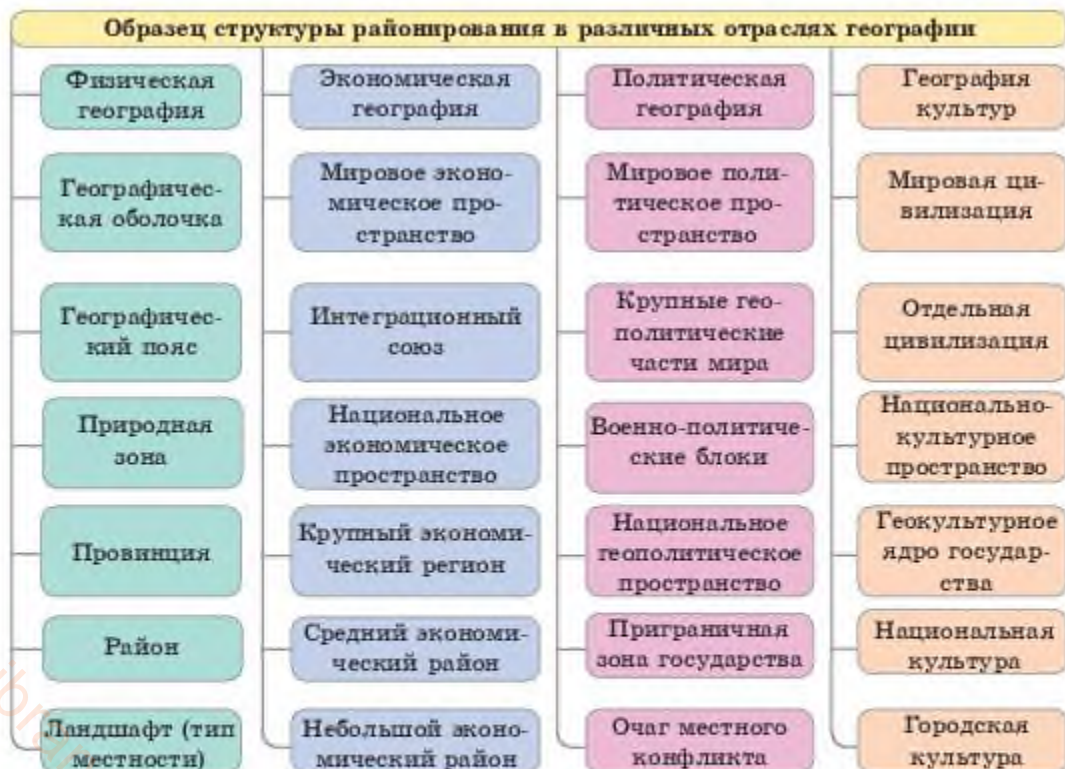 Образец структуры районирования в различных отраслях географии
Физическая
география
Экономическая
география
Политическая
география
География
культур
Географичес-
кая оболочка
Мировое эконо-
мическое про-
странство
Мировое поли-
тическое про-
странство
Мировая ци-
вилизация
Географичес-
кий пояс
Интеграционный
союз
Крупные гео-
политические
части мира
Отдельная
цивилизация
Природная
зона
Национальное
экономическое
пространство
Военно-политиче-
ские блоки
Национально-
культурное
пространство
Провинция
Крупный экономи-
ческий регион
Национальное
геополитическое
пространство
Геокультурное
ядро государ-
ства
Район
Средний экономи-
ческий район
Приграничная
зона государства
Национальная
культура
Ландшафт (тип
местности)
Небольшой эконо-
мический район
Очаг местного
конфликта
Городская
культура